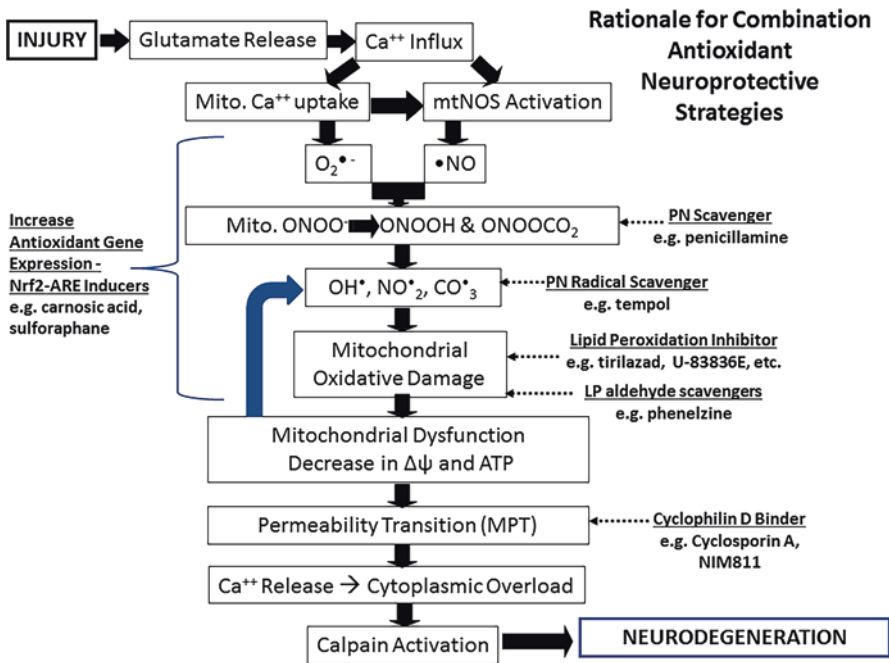 Rationale for Combination
Antioxidant
Neuroprotective
Strategies
INJURY
Glutamate Release
Ca⁺⁺ Influx
Mito. Ca⁺⁺ uptake
mtNOS Activation
O₂•-
•NO
Mito. ONOO⁻ ONOOH & ONOOCO₂
PN Scavenger
e.g. penicillamine
Increase
Antioxidant Gene
Expression -
Nrf2-ARE Inducers
e.g. carnosic acid,
sulforaphane
OH•, NO•₂, CO•₃
PN Radical Scavenger
e.g. tempol
Mitochondrial
Oxidative Damage
Lipid Peroxidation Inhibitor
e.g. tirilazad, U-83836E, etc.
LP aldehyde scavengers
e.g. phenelzine
Mitochondrial Dysfunction
Decrease in Δψ and ATP
Permeability Transition (MPT)
Cyclophilin D Binder
e.g. Cyclosporin A,
NIM811
Ca⁺⁺ Release → Cytoplasmic Overload
Calpain Activation
NEURODEGENERATION